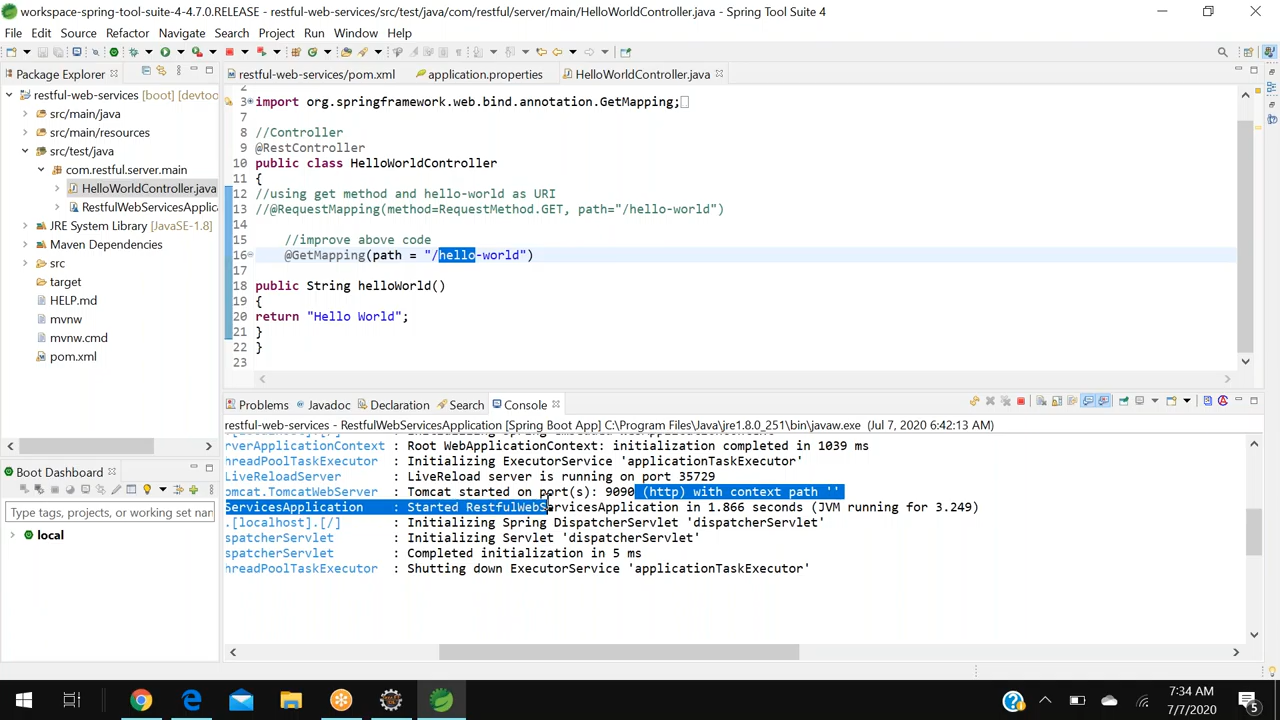 workspace-spring-tool-suite-4-4.7.0.RELEASE - restful-web-services/src/test/java/com/restful/server/main/HelloWorldController.java - Spring Tool Suite 4
File Edit Source Refactor Navigate Search Project Run Window Help
Package Explorer
restful-web-services/pom.xml application.properties HelloWorldController.java
restful-web-services [boot] [devtoo
src/main/java
src/main/resources
src/test/java
com.restful.server.main
HelloWorldController.java
RestfulWebServicesApplic
JRE System Library [JavaSE-1.8]
Maven Dependencies
src
target
HELP.md
mvnw
mvnw.cmd
pom.xml
2
3 import org.springframework.web.bind.annotation.GetMapping;
7
8 //Controller
9 @RestController
10 public class HelloWorldController
11 {
12 //using get method and hello-world as URI
13 //@RequestMapping(method=RequestMethod.GET, path="/hello-world")
14
15 //improve above code
16 @GetMapping(path = "/hello-world")
17
18 public String helloWorld()
19 {
20 return "Hello World";
21 }
22 }
23
Problems Javadoc Declaration Search Console
restful-web-services - RestfulWebServicesApplication [Spring Boot App] C:\Program Files\Java\jre1.8.0_251\bin\javaw.exe (Jul 7, 2020 6:42:13 AM)
rverApplicationContext : Root WebApplicationContext: initialization completed in 1039 ms
hreadPoolTaskExecutor : Initializing ExecutorService 'applicationTaskExecutor'
LiveReloadServer : LiveReload server is running on port 35729
omcat.TomcatWebServer : Tomcat started on port(s): 9090 (http) with context path ''
ServicesApplication : Started RestfulWebServicesApplication in 1.866 seconds (JVM running for 3.249)
.[localhost].[/] : Initializing Spring DispatcherServlet 'dispatcherServlet'
spatcherServlet : Initializing Servlet 'dispatcherServlet'
spatcherServlet : Completed initialization in 5 ms
hreadPoolTaskExecutor : Shutting down ExecutorService 'applicationTaskExecutor'
Boot Dashboard
Type tags, projects, or working set nam
local
7:34 AM
7/7/2020
5